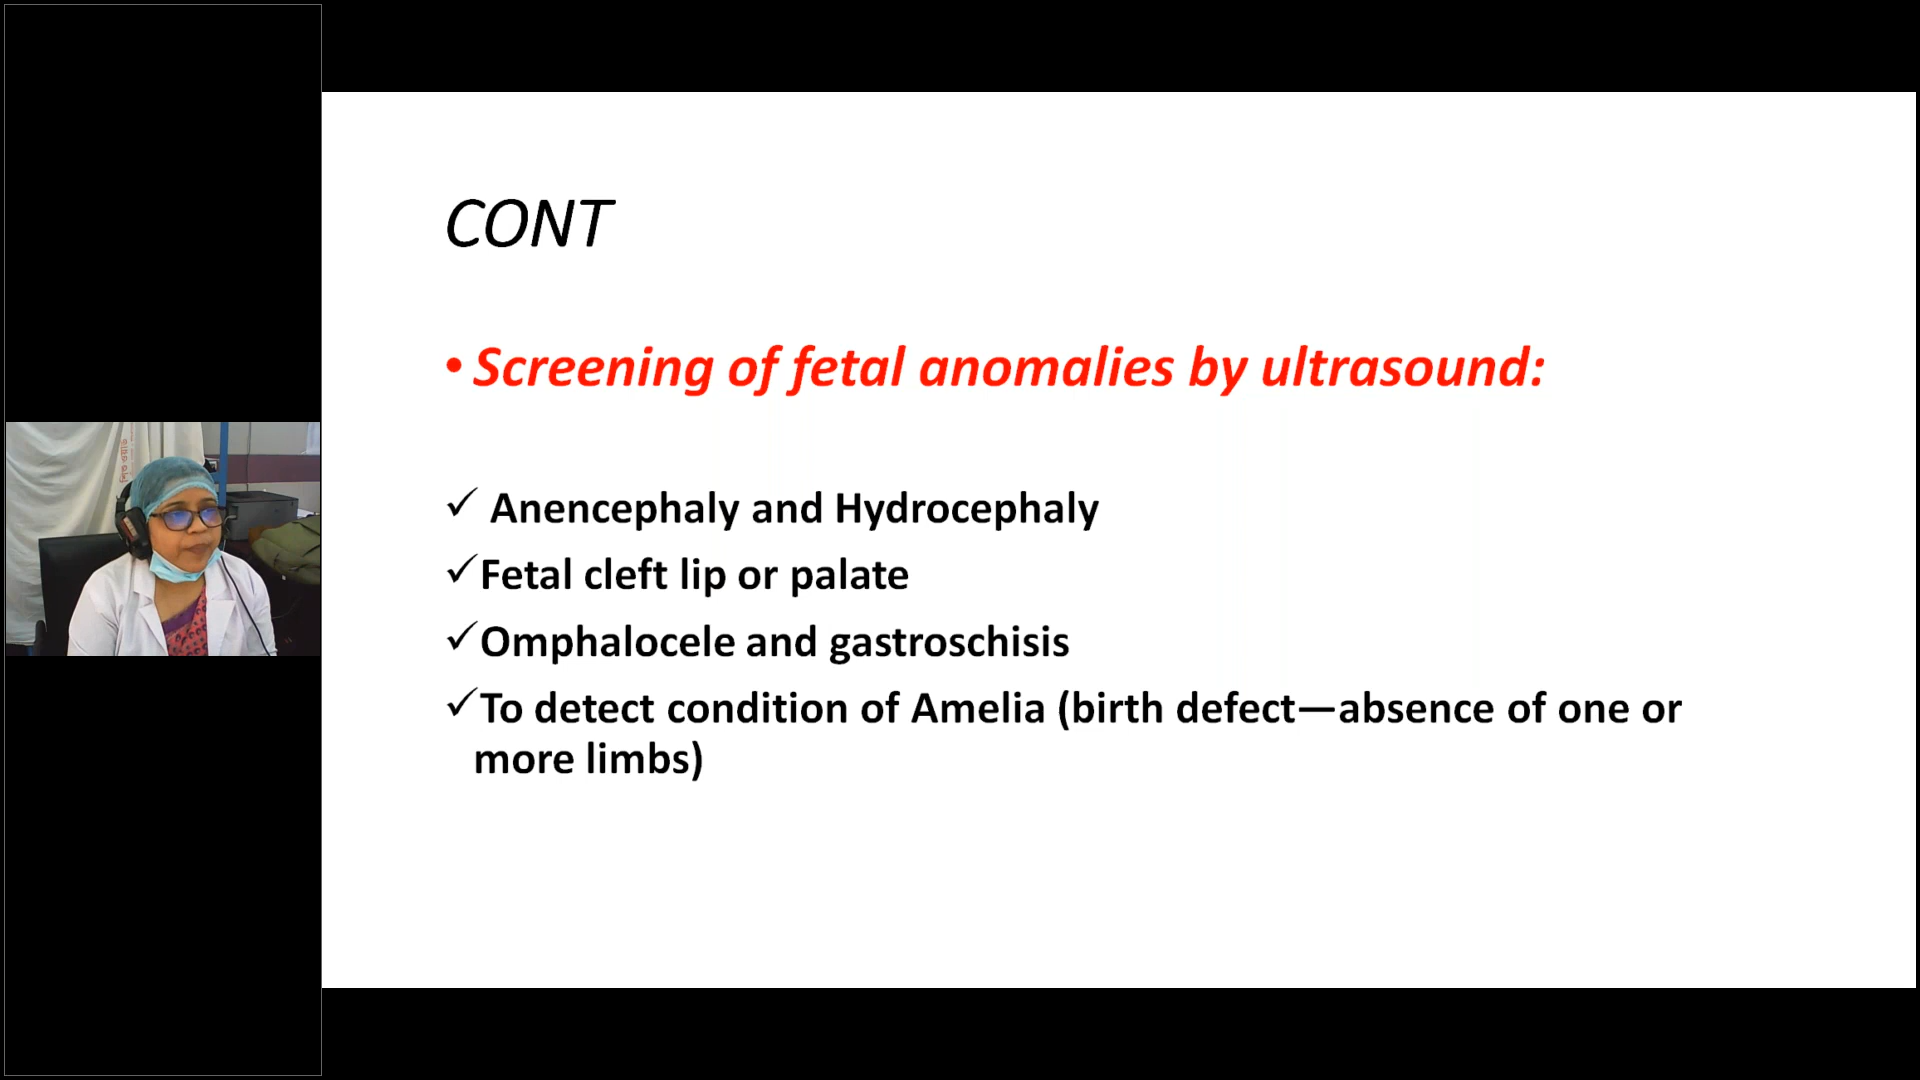 CONT
• Screening of fetal anomalies by ultrasound:
✓ Anencephaly and Hydrocephaly
✓Fetal cleft lip or palate
✓Omphalocele and gastroschisis
✓To detect condition of Amelia (birth defect—absence of one or
more limbs)